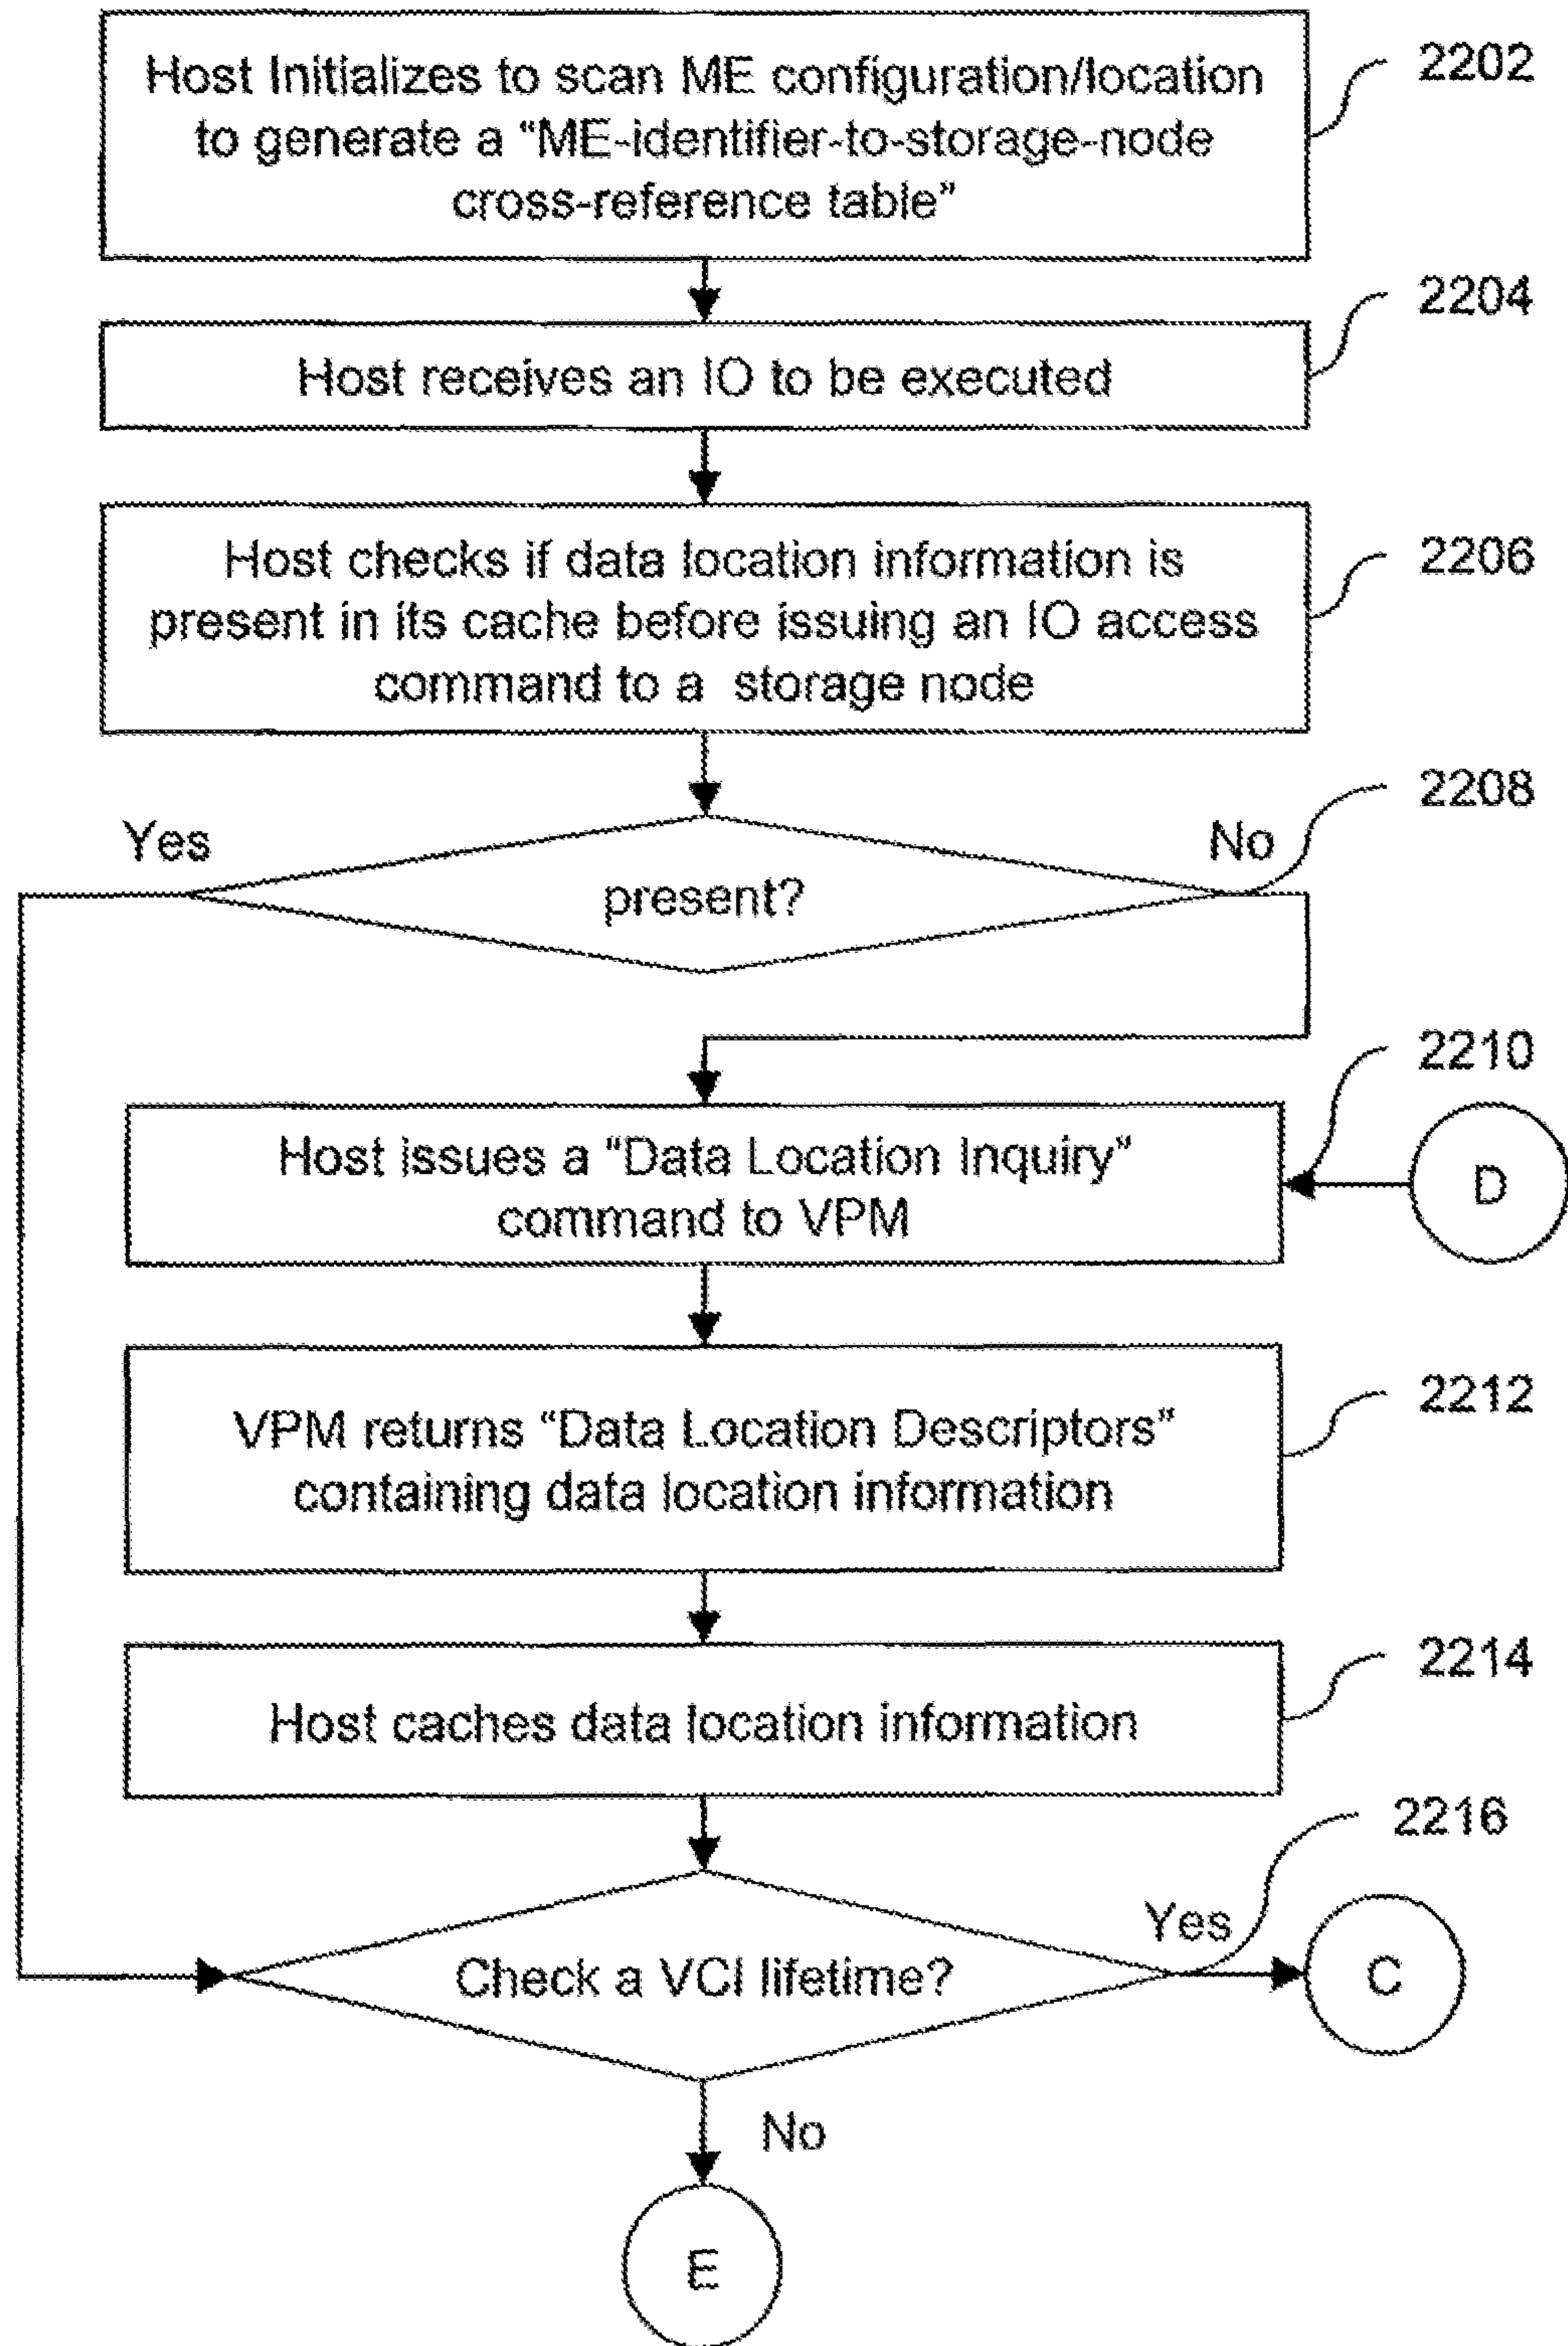 Host Initializes to scan ME configuration/location
to generate a “ME-identifier-to-storage-node
cross-reference table”
2202
Host receives an IO to be executed
2204
Host checks if data location information is
present in its cache before issuing an IO access
command to a storage node
2206
2208
Yes
No
present?
2210
Host issues a “Data Location Inquiry”
command to VPM
D
VPM returns “Data Location Descriptors”
containing data location information
2212
Host caches data location information
2214
2216
Check a VCI lifetime?
Yes
C
No
E